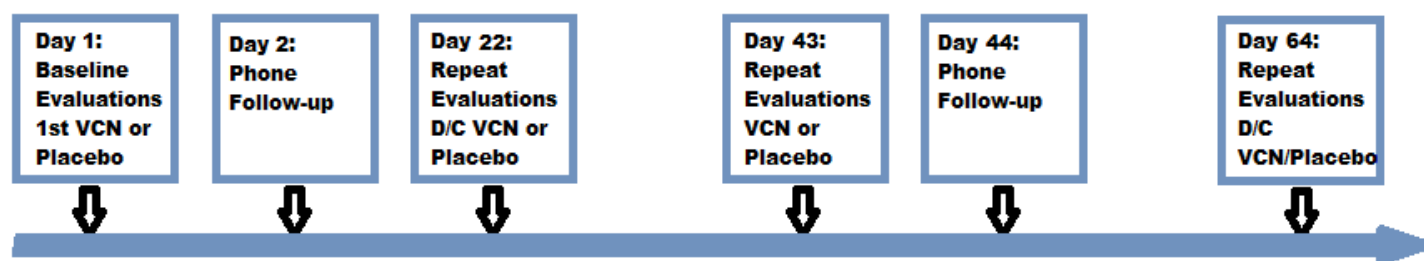 Day 1:
Baseline
Evaluations
1st VCN or
Placebo
Day 2:
Phone
Follow-up
Day 22:
Repeat
Evaluations
D/C VCN or
Placebo
Day 43:
Repeat
Evaluations
VCN or
Placebo
Day 44:
Phone
Follow-up
Day 64:
Repeat
Evaluations
D/C
VCN/Placebo